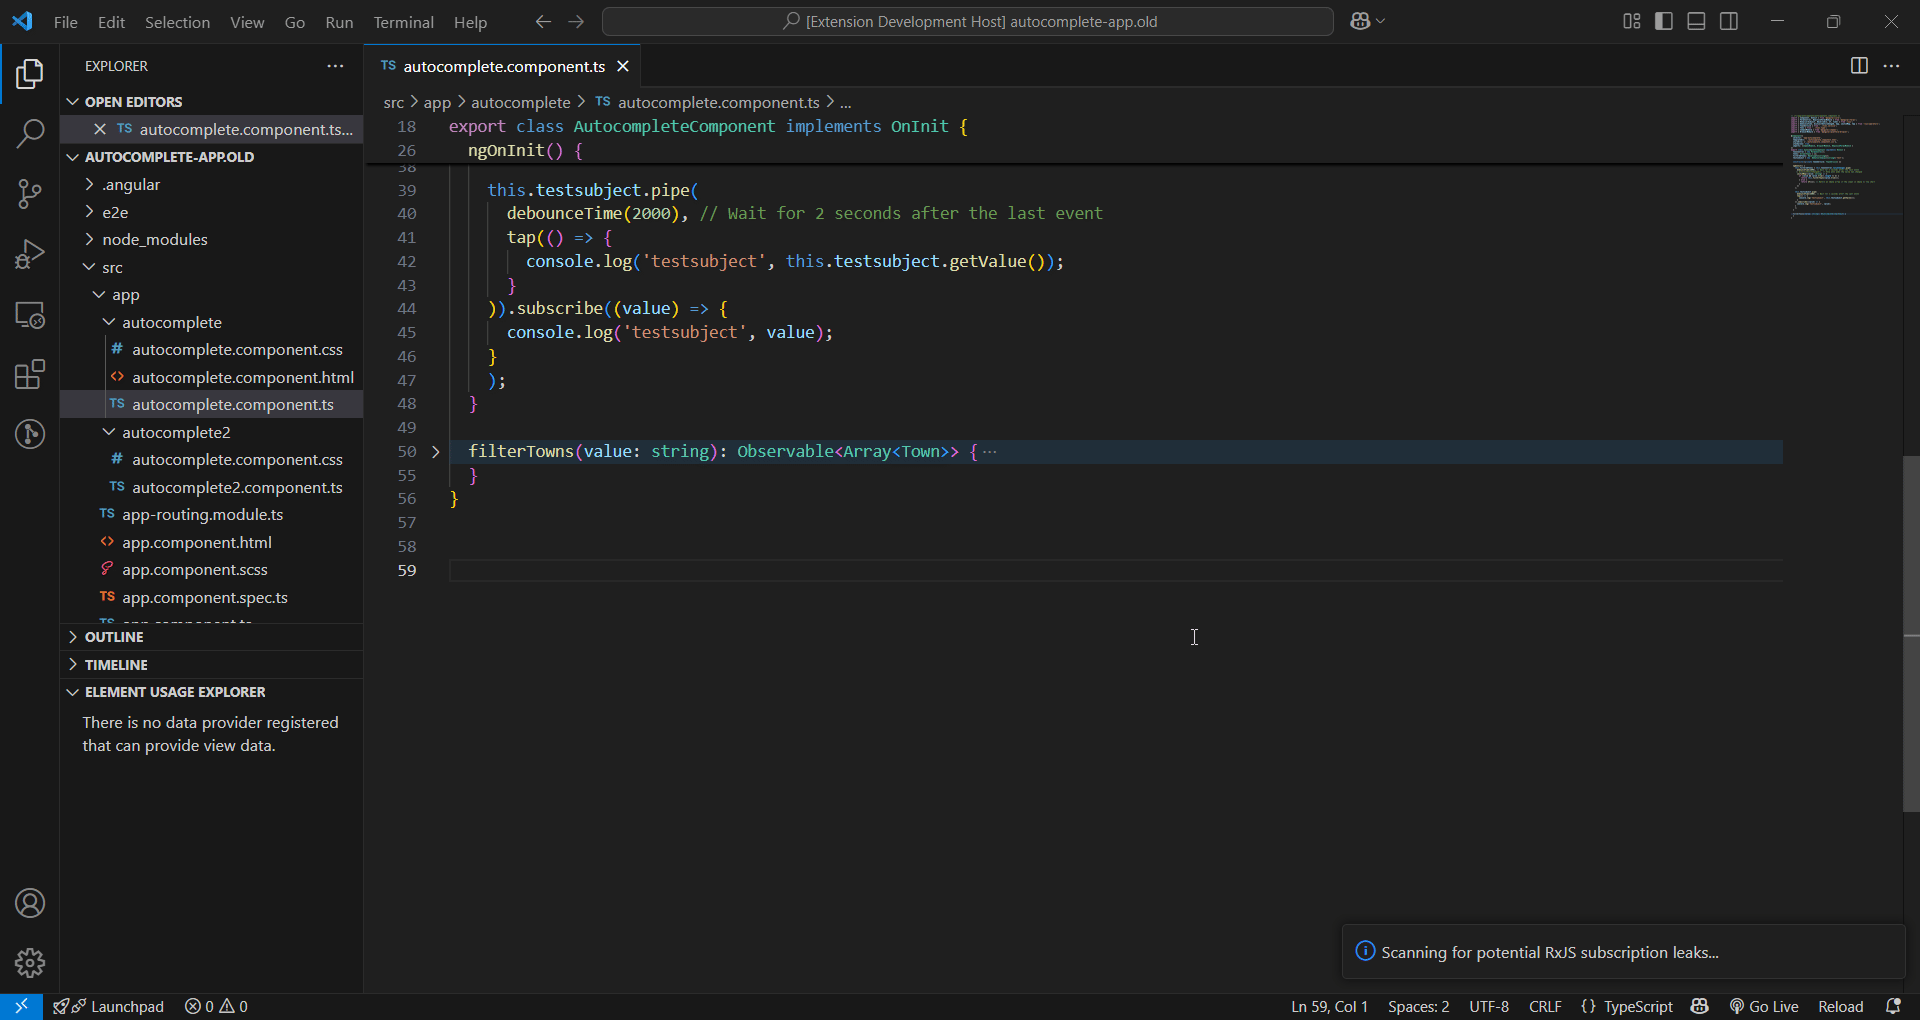 File Edit Selection View Go Run Terminal Help
[Extension Development Host] autocomplete-app.old
EXPLORER
OPEN EDITORS
TS autocomplete.component.ts...
AUTOCOMPLETE-APP.OLD
.angular
e2e
node_modules
src
app
autocomplete
# autocomplete.component.css
<> autocomplete.component.html
TS autocomplete.component.ts
autocomplete2
# autocomplete.component.css
TS autocomplete2.component.ts
TS app-routing.module.ts
<> app.component.html
app.component.scss
TS app.component.spec.ts
OUTLINE
TIMELINE
ELEMENT USAGE EXPLORER
There is no data provider registered
that can provide view data.
TS autocomplete.component.ts
src > app > autocomplete > TS autocomplete.component.ts > ...
18 export class AutocompleteComponent implements OnInit {
26 ngOnInit() {
38
39 this.testsubject.pipe(
40 debounceTime(2000), // Wait for 2 seconds after the last event
41 tap(() => {
42 console.log('testsubject', this.testsubject.getValue());
43 }
44 )).subscribe((value) => {
45 console.log('testsubject', value);
46 }
47 );
48 }
49
50 filterTowns(value: string): Observable<Array<Town>> { ...
55 }
56 }
57
58
59
Scanning for potential RxJS subscription leaks...
Launchpad 0 0
Ln 59, Col 1 Spaces: 2 UTF-8 CRLF {} TypeScript Go Live Reload